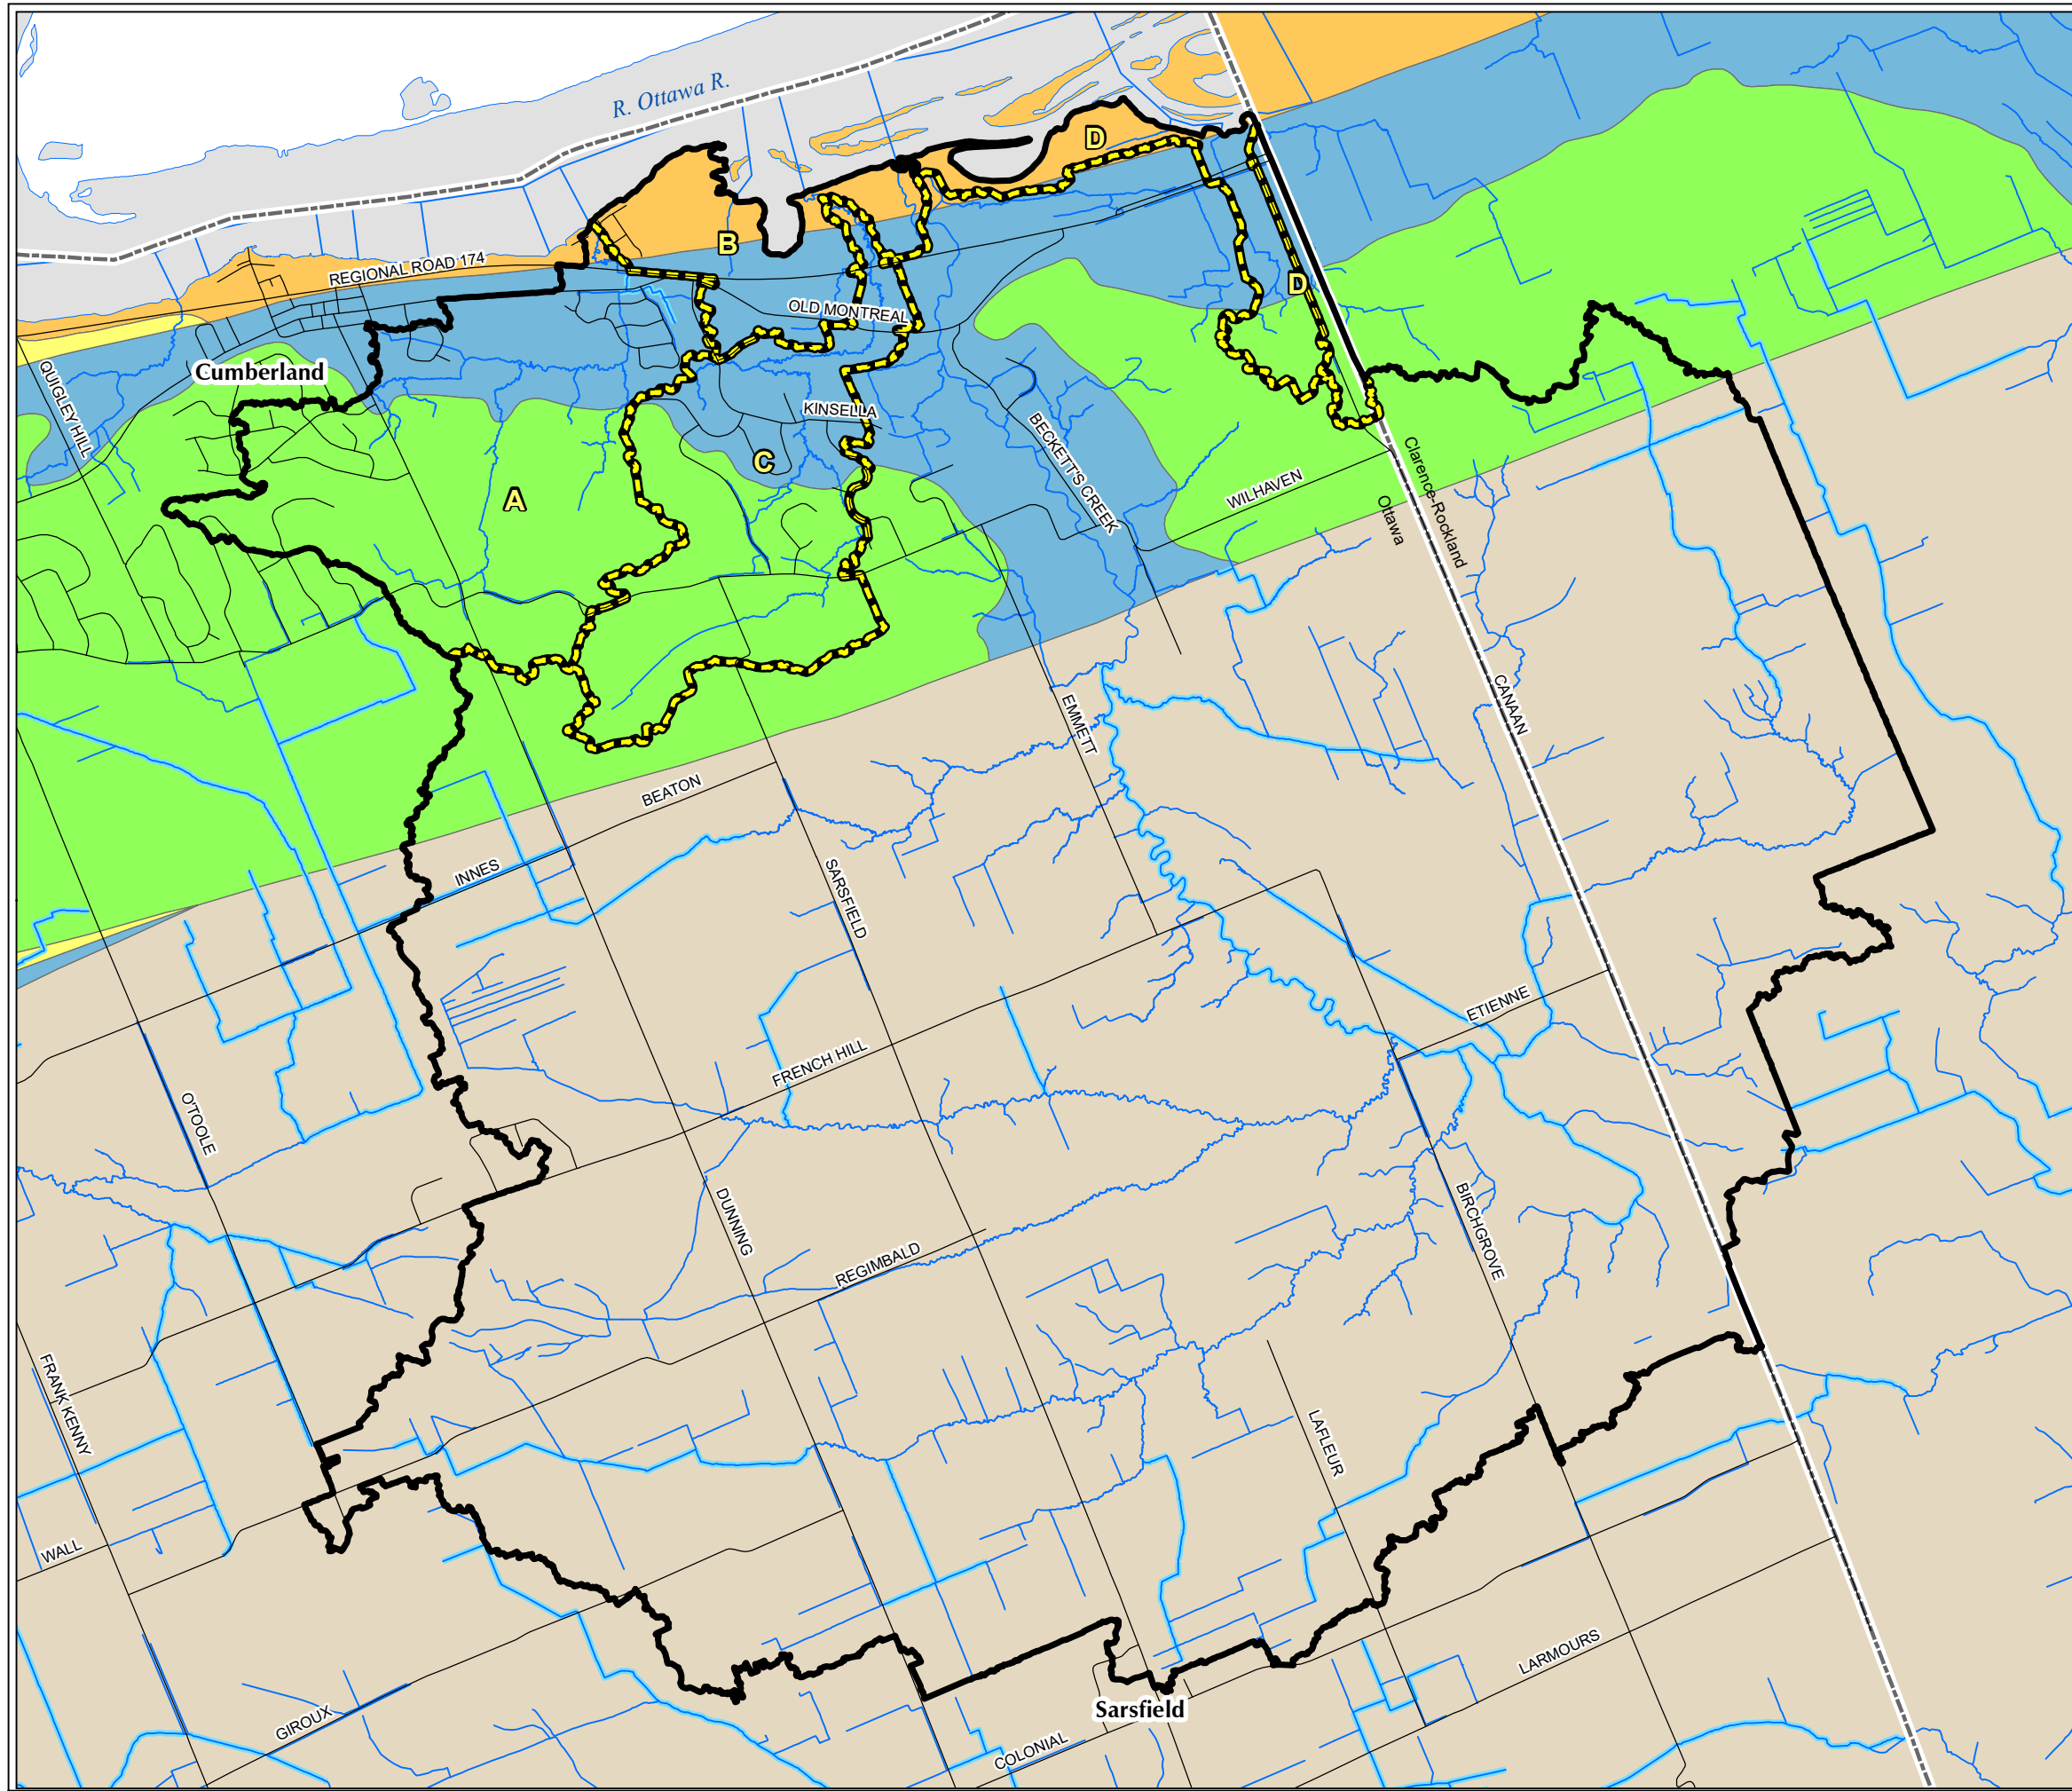 R. Ottawa R.
D
B
REGIONAL ROAD 174
D
OLD MONTREAL
QUIGLEY HILL
Cumberland
KINSELLA
BECKETT'S CREEK
C
A
WILHAVEN
Clarence-Rockland
Ottawa
EMMETT
CANAAN
BEATON
INNES
SARSFIELD
ETIENNE
FRENCH HILL
O'TOOLE
DUNNING
BIRCHGROVE
REGIMBALD
FRANK KENNY
LAFLEUR
WALL
LARMOURS
Sarsfield
GIROUX
COLONIAL